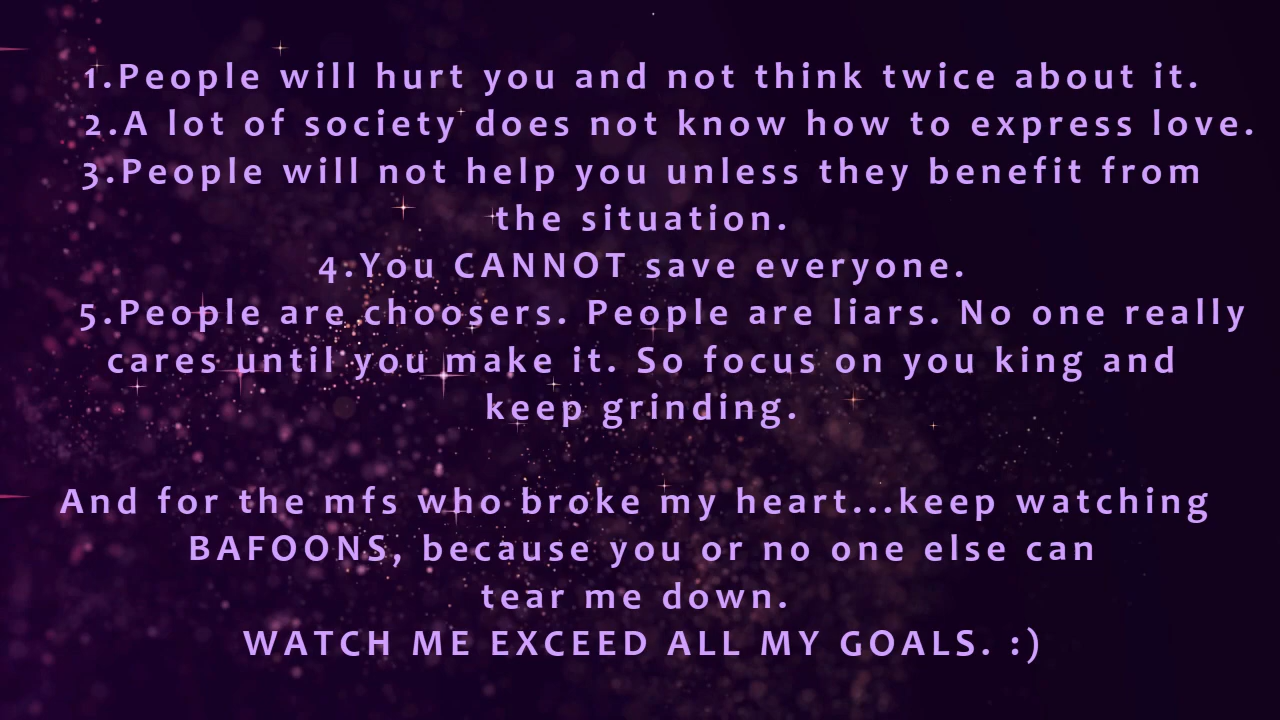 1.People will hurt you and not think twice about it.
2.A lot of society does not know how to express love.
3.People will not help you unless they benefit from
the situation.
4.You CANNOT save everyone.
5.People are choosers. People are liars. No one really
cares until you make it. So focus on you king and
keep grinding.
And for the mfs who broke my heart...keep watching
BAFOONS, because you or no one else can
tear me down.
WATCH ME EXCEED ALL MY GOALS. :)